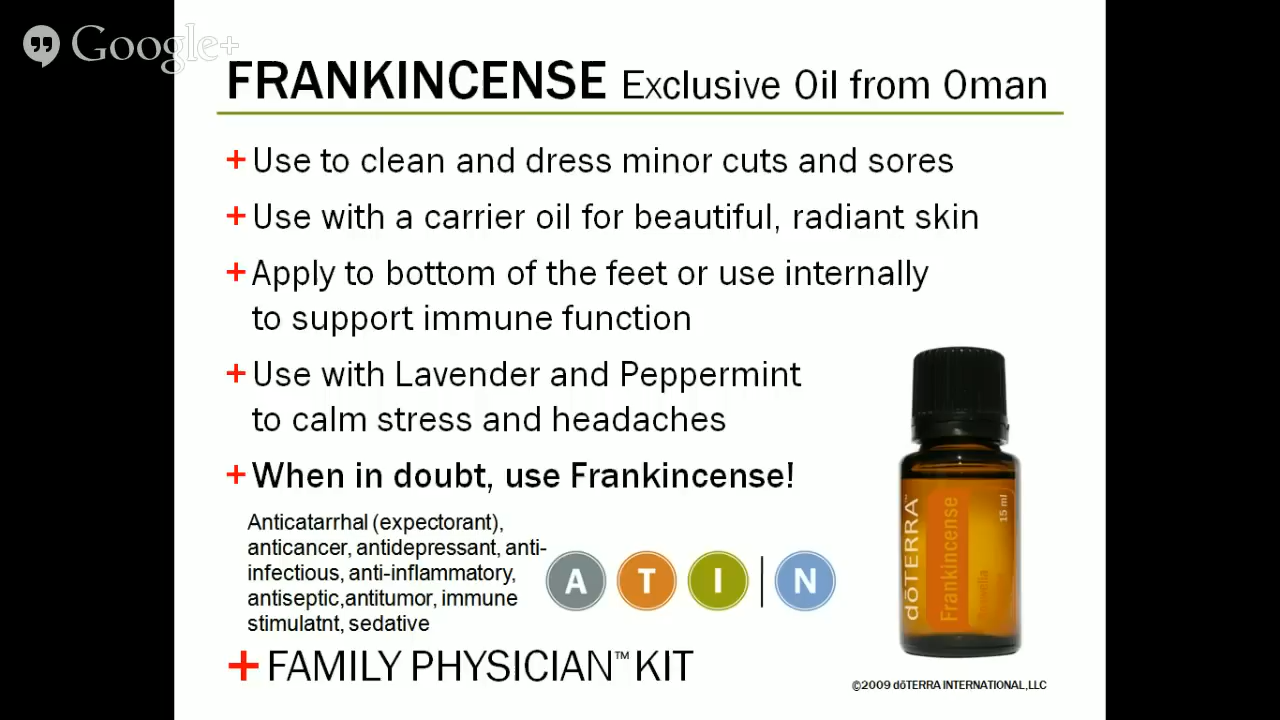 Google+
FRANKINCENSE Exclusive Oil from Oman
+ Use to clean and dress minor cuts and sores
+ Use with a carrier oil for beautiful, radiant skin
+ Apply to bottom of the feet or use internally
to support immune function
+ Use with Lavender and Peppermint
to calm stress and headaches
+ When in doubt, use Frankincense!
Anticatarrhal (expectorant),
anticancer, antidepressant, anti-
infectious, anti-inflammatory,
antiseptic,antitumor, immune
stimulatnt, sedative
A T I | N
dōTERRA™
Frankincense
15 ml
+ FAMILY PHYSICIAN™ KIT
©2009 dōTERRA INTERNATIONAL,LLC